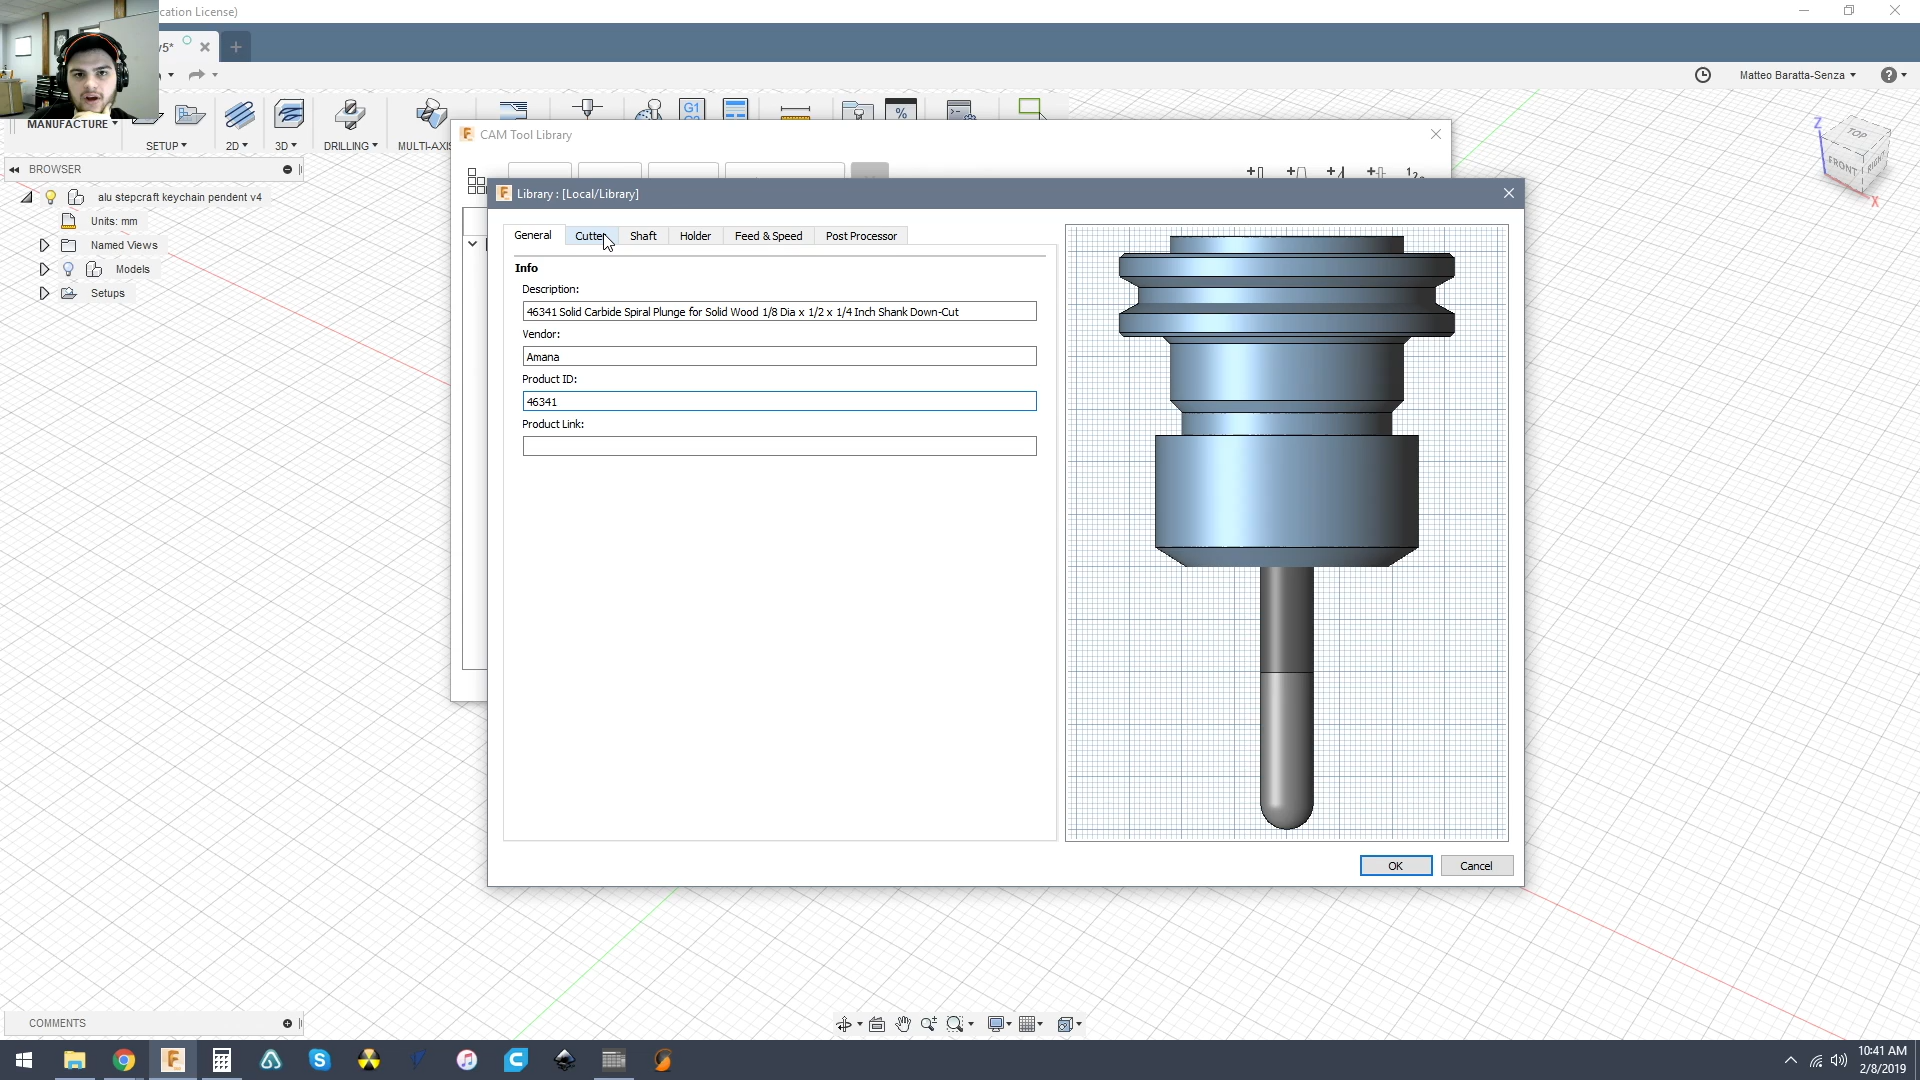 cation License)
v5*
Matteo Baratta-Senza
MANUFACTURE
SETUP
2D
3D
DRILLING
MULTI-AXIS
G1
G2
%
CAM Tool Library
BROWSER
alu stepcraft keychain pendent v4
Units: mm
Named Views
Models
Setups
Library : [Local/Library]
General
Cutter
Shaft
Holder
Feed & Speed
Post Processor
Info
Description:
46341 Solid Carbide Spiral Plunge for Solid Wood 1/8 Dia x 1/2 x 1/4 Inch Shank Down-Cut
Vendor:
Amana
Product ID:
46341
Product Link:
OK
Cancel
Z
TOP
FRONT
RIGHT
X
COMMENTS
10:41 AM
2/8/2019